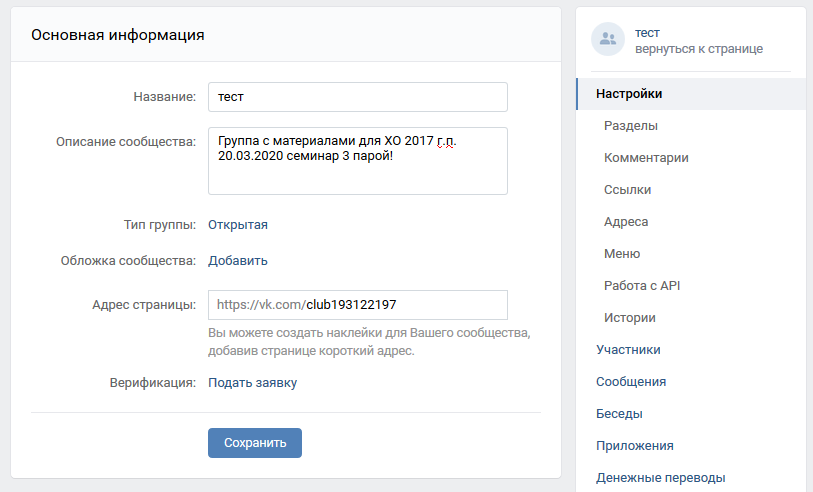 Основная информация
Название: тест
Описание сообщества: Группа с материалами для ХО 2017 г.п.
20.03.2020 семинар 3 парой!
Тип группы: Открытая
Обложка сообщества: Добавить
Адрес страницы: https://vk.com/club193122197
Вы можете создать наклейки для Вашего сообщества,
добавив странице короткий адрес.
Верификация: Подать заявку
Сохранить
тест
вернуться к странице
Настройки
Разделы
Комментарии
Ссылки
Адреса
Меню
Работа с API
Истории
Участники
Сообщения
Беседы
Приложения
Денежные переводы